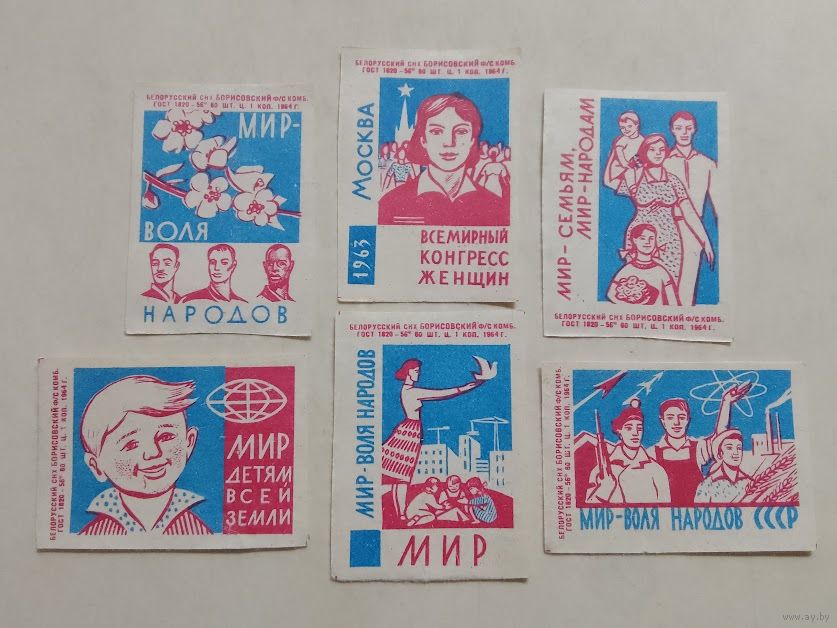 БЕЛОРУССКИЙ СНХ БОРИСОВСКИЙ Ф/С КОМБ.
ГОСТ 1820-56" 60 ШТ. Ц. 1 КОП. 1964 Г.
МИР-
ВОЛЯ
НАРОДОВ
БЕЛОРУССКИЙ СНХ БОРИСОВСКИЙ Ф/С КОМБ.
ГОСТ 1820-56" 60 ШТ. Ц. 1 КОП. 1964 Г.
МОСКВА
1963
ВСЕМИРНЫЙ
КОНГРЕСС
ЖЕНЩИН
МИР-СЕМЬЯМ,
МИР-НАРОДАМ
БЕЛОРУССКИЙ СНХ БОРИСОВСКИЙ Ф/С КОМБ.
ГОСТ 1820-56" 60 ШТ. Ц. 1 КОП. 1964 Г.
БЕЛОРУССКИЙ СНХ БОРИСОВСКИЙ Ф/С КОМБ.
ГОСТ 1820-56" 60 ШТ. Ц. 1 КОП. 1964 Г.
МИР
ДЕТЯМ
ВСЕЙ
ЗЕМЛИ
БЕЛОРУССКИЙ СНХ БОРИСОВСКИЙ Ф/С КОМБ.
ГОСТ 1820-56" 60 ШТ. Ц. 1 КОП. 1964 Г.
МИР-ВОЛЯ НАРОДОВ
МИР
БЕЛОРУССКИЙ СНХ БОРИСОВСКИЙ Ф/С КОМБ.
ГОСТ 1820-56" 60 ШТ. Ц. 1 КОП. 1964 Г.
МИР-ВОЛЯ НАРОДОВ СССР
www.ay.by